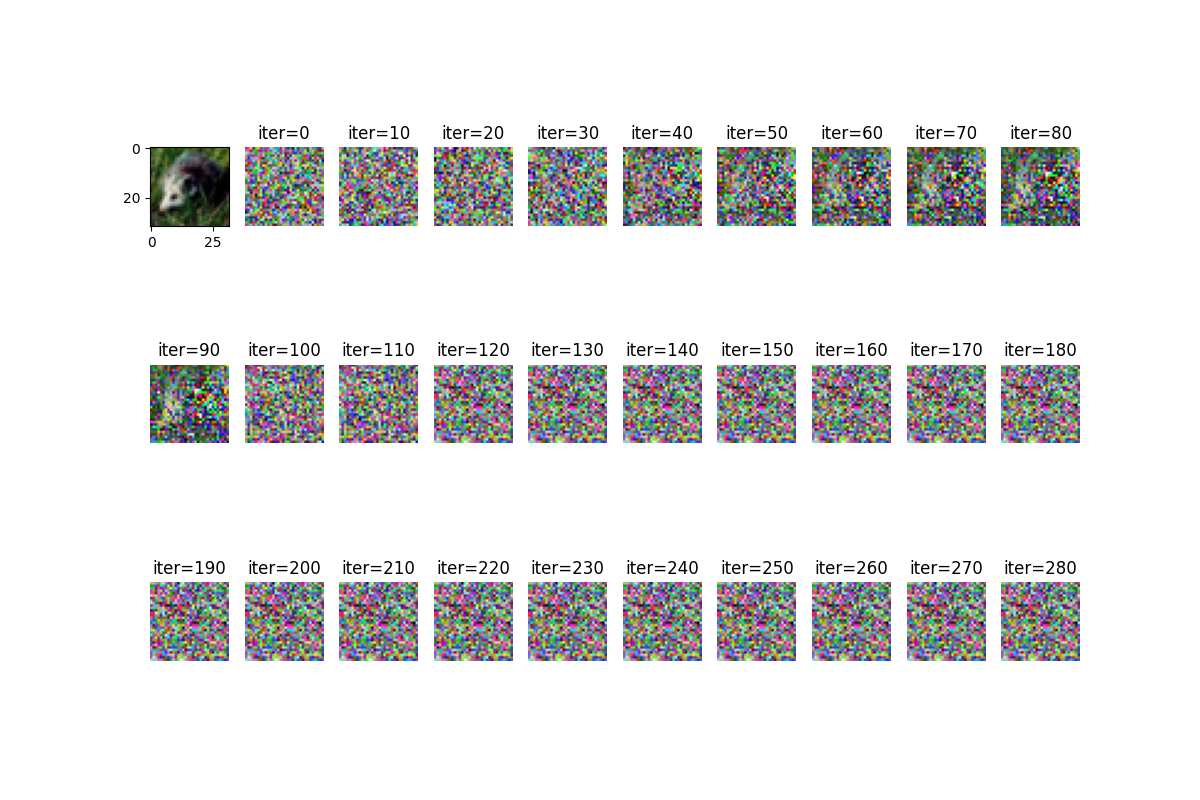 iter=0 iter=10 iter=20 iter=30 iter=40 iter=50 iter=60 iter=70 iter=80
0
20
0 25
iter=90 iter=100 iter=110 iter=120 iter=130 iter=140 iter=150 iter=160 iter=170 iter=180
iter=190 iter=200 iter=210 iter=220 iter=230 iter=240 iter=250 iter=260 iter=270 iter=280